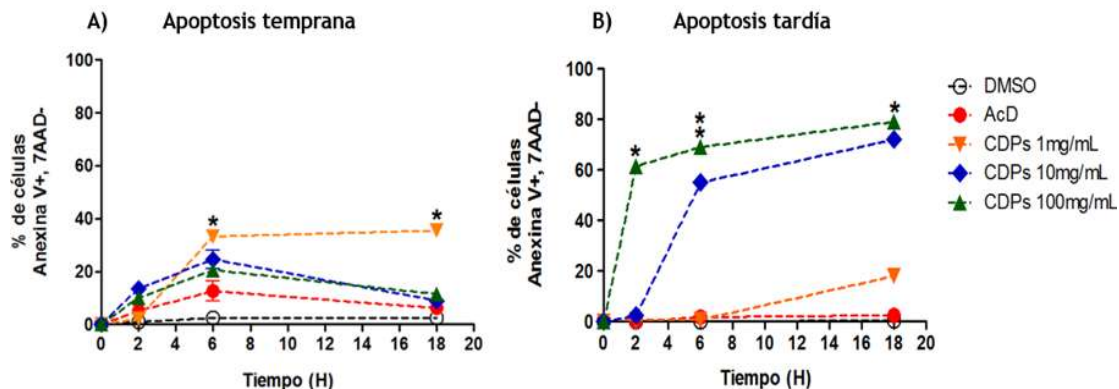 A) Apoptosis temprana
% de células
Anexina V+, 7AAD-
100
80
60
40
20
0
0 2 4 6 8 10 12 14 16 18 20
Tiempo (H)
*
*
B) Apoptosis tardía
% de células
Anexina V+, 7AAD-
100
80
60
40
20
0
0 2 4 6 8 10 12 14 16 18 20
Tiempo (H)
*
*
*
*
DMSO
AcD
CDPs 1mg/mL
CDPs 10mg/mL
CDPs 100mg/mL